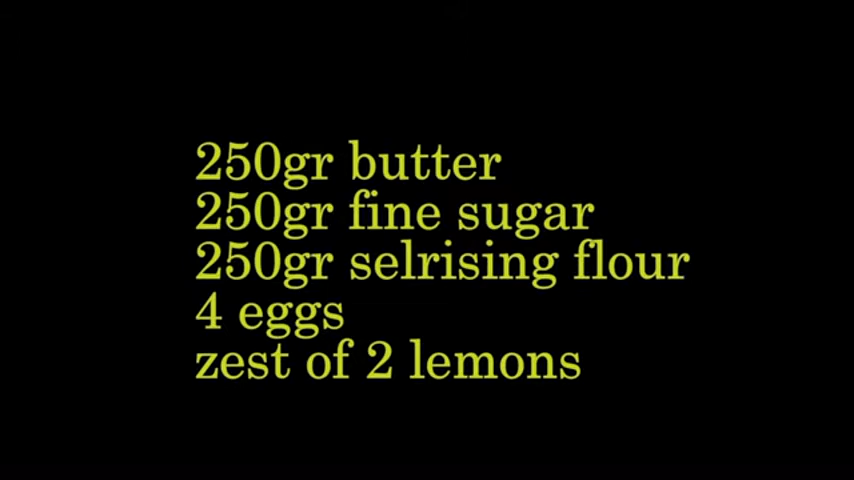 250gr butter
250gr fine sugar
250gr selrising flour
4 eggs
zest of 2 lemons